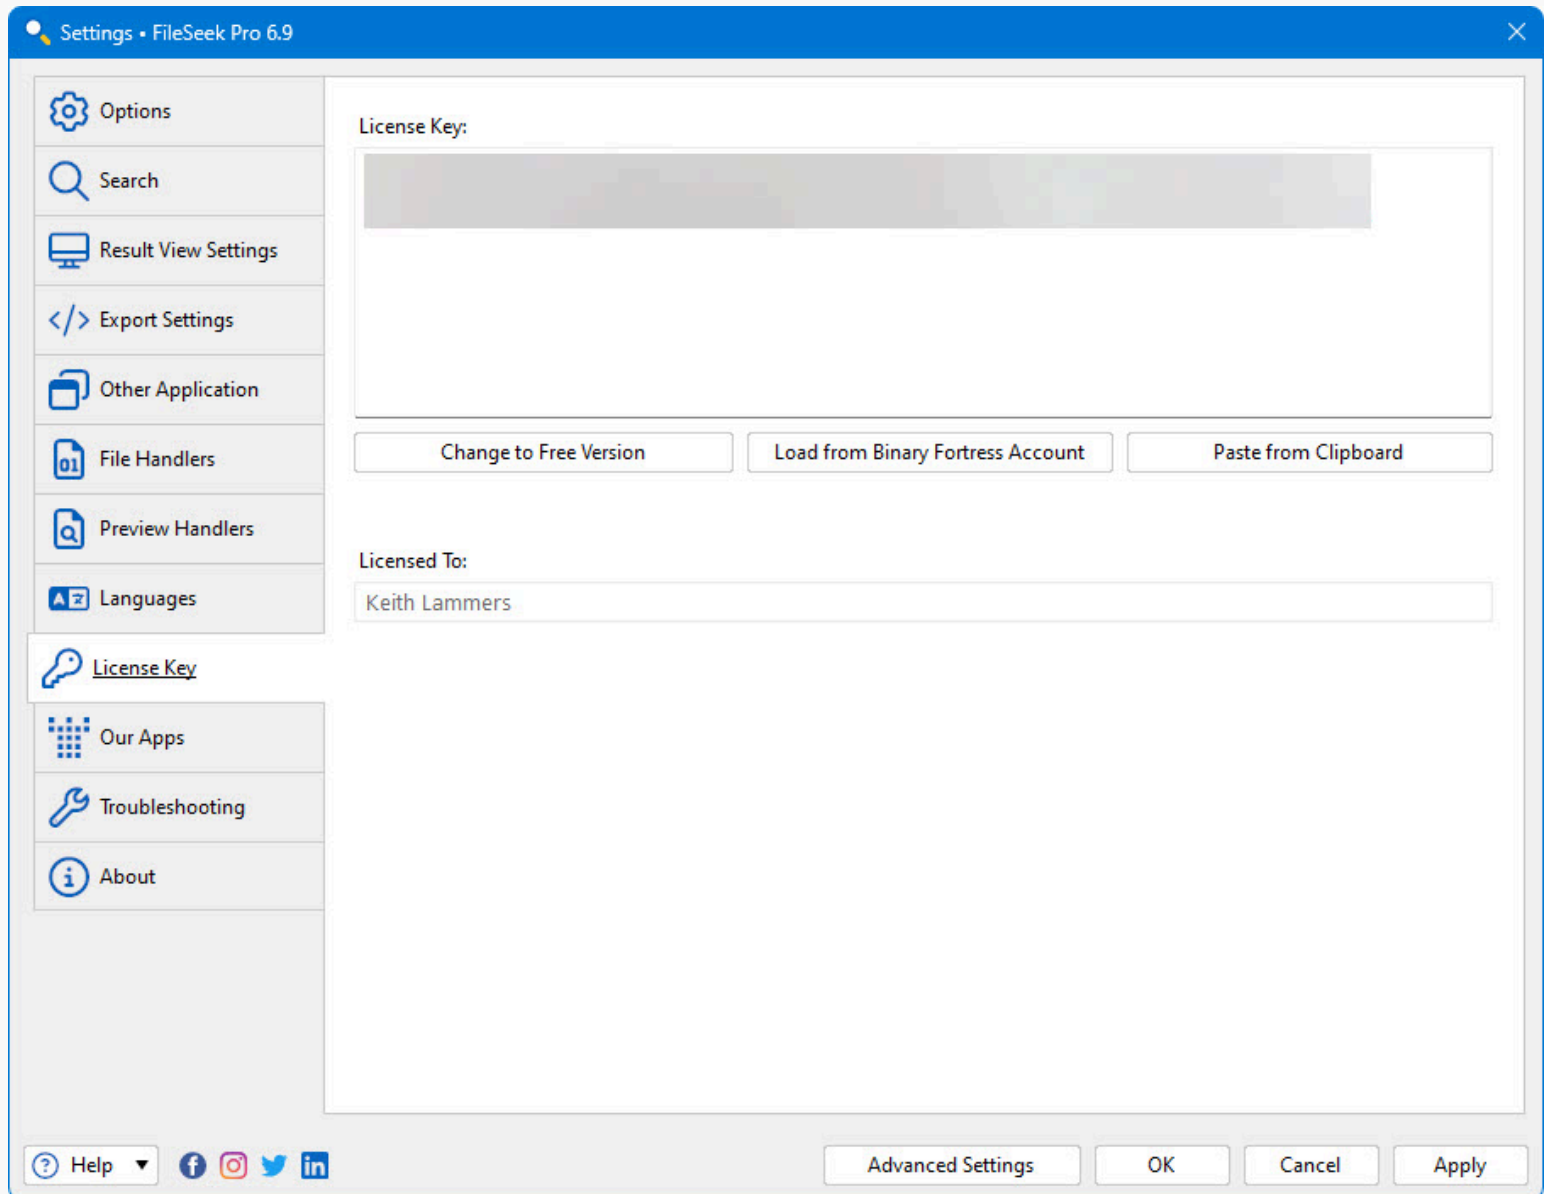 Settings • FileSeek Pro 6.9
Options
Search
Result View Settings
Export Settings
Other Application
File Handlers
Preview Handlers
Languages
License Key
Our Apps
Troubleshooting
About
License Key:
Change to Free Version
Load from Binary Fortress Account
Paste from Clipboard
Licensed To:
Keith Lammers
Help
Advanced Settings
OK
Cancel
Apply